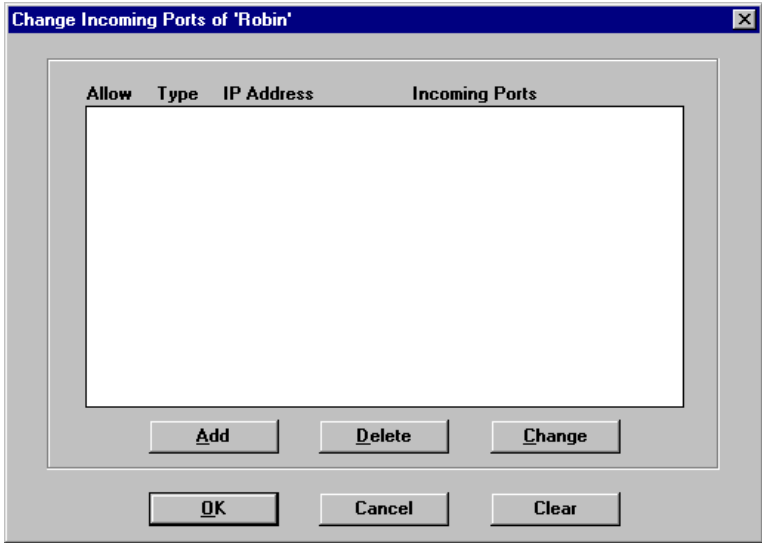 Change Incoming Ports of 'Robin'
Allow Type IP Address Incoming Ports
Add Delete Change
OK Cancel Clear